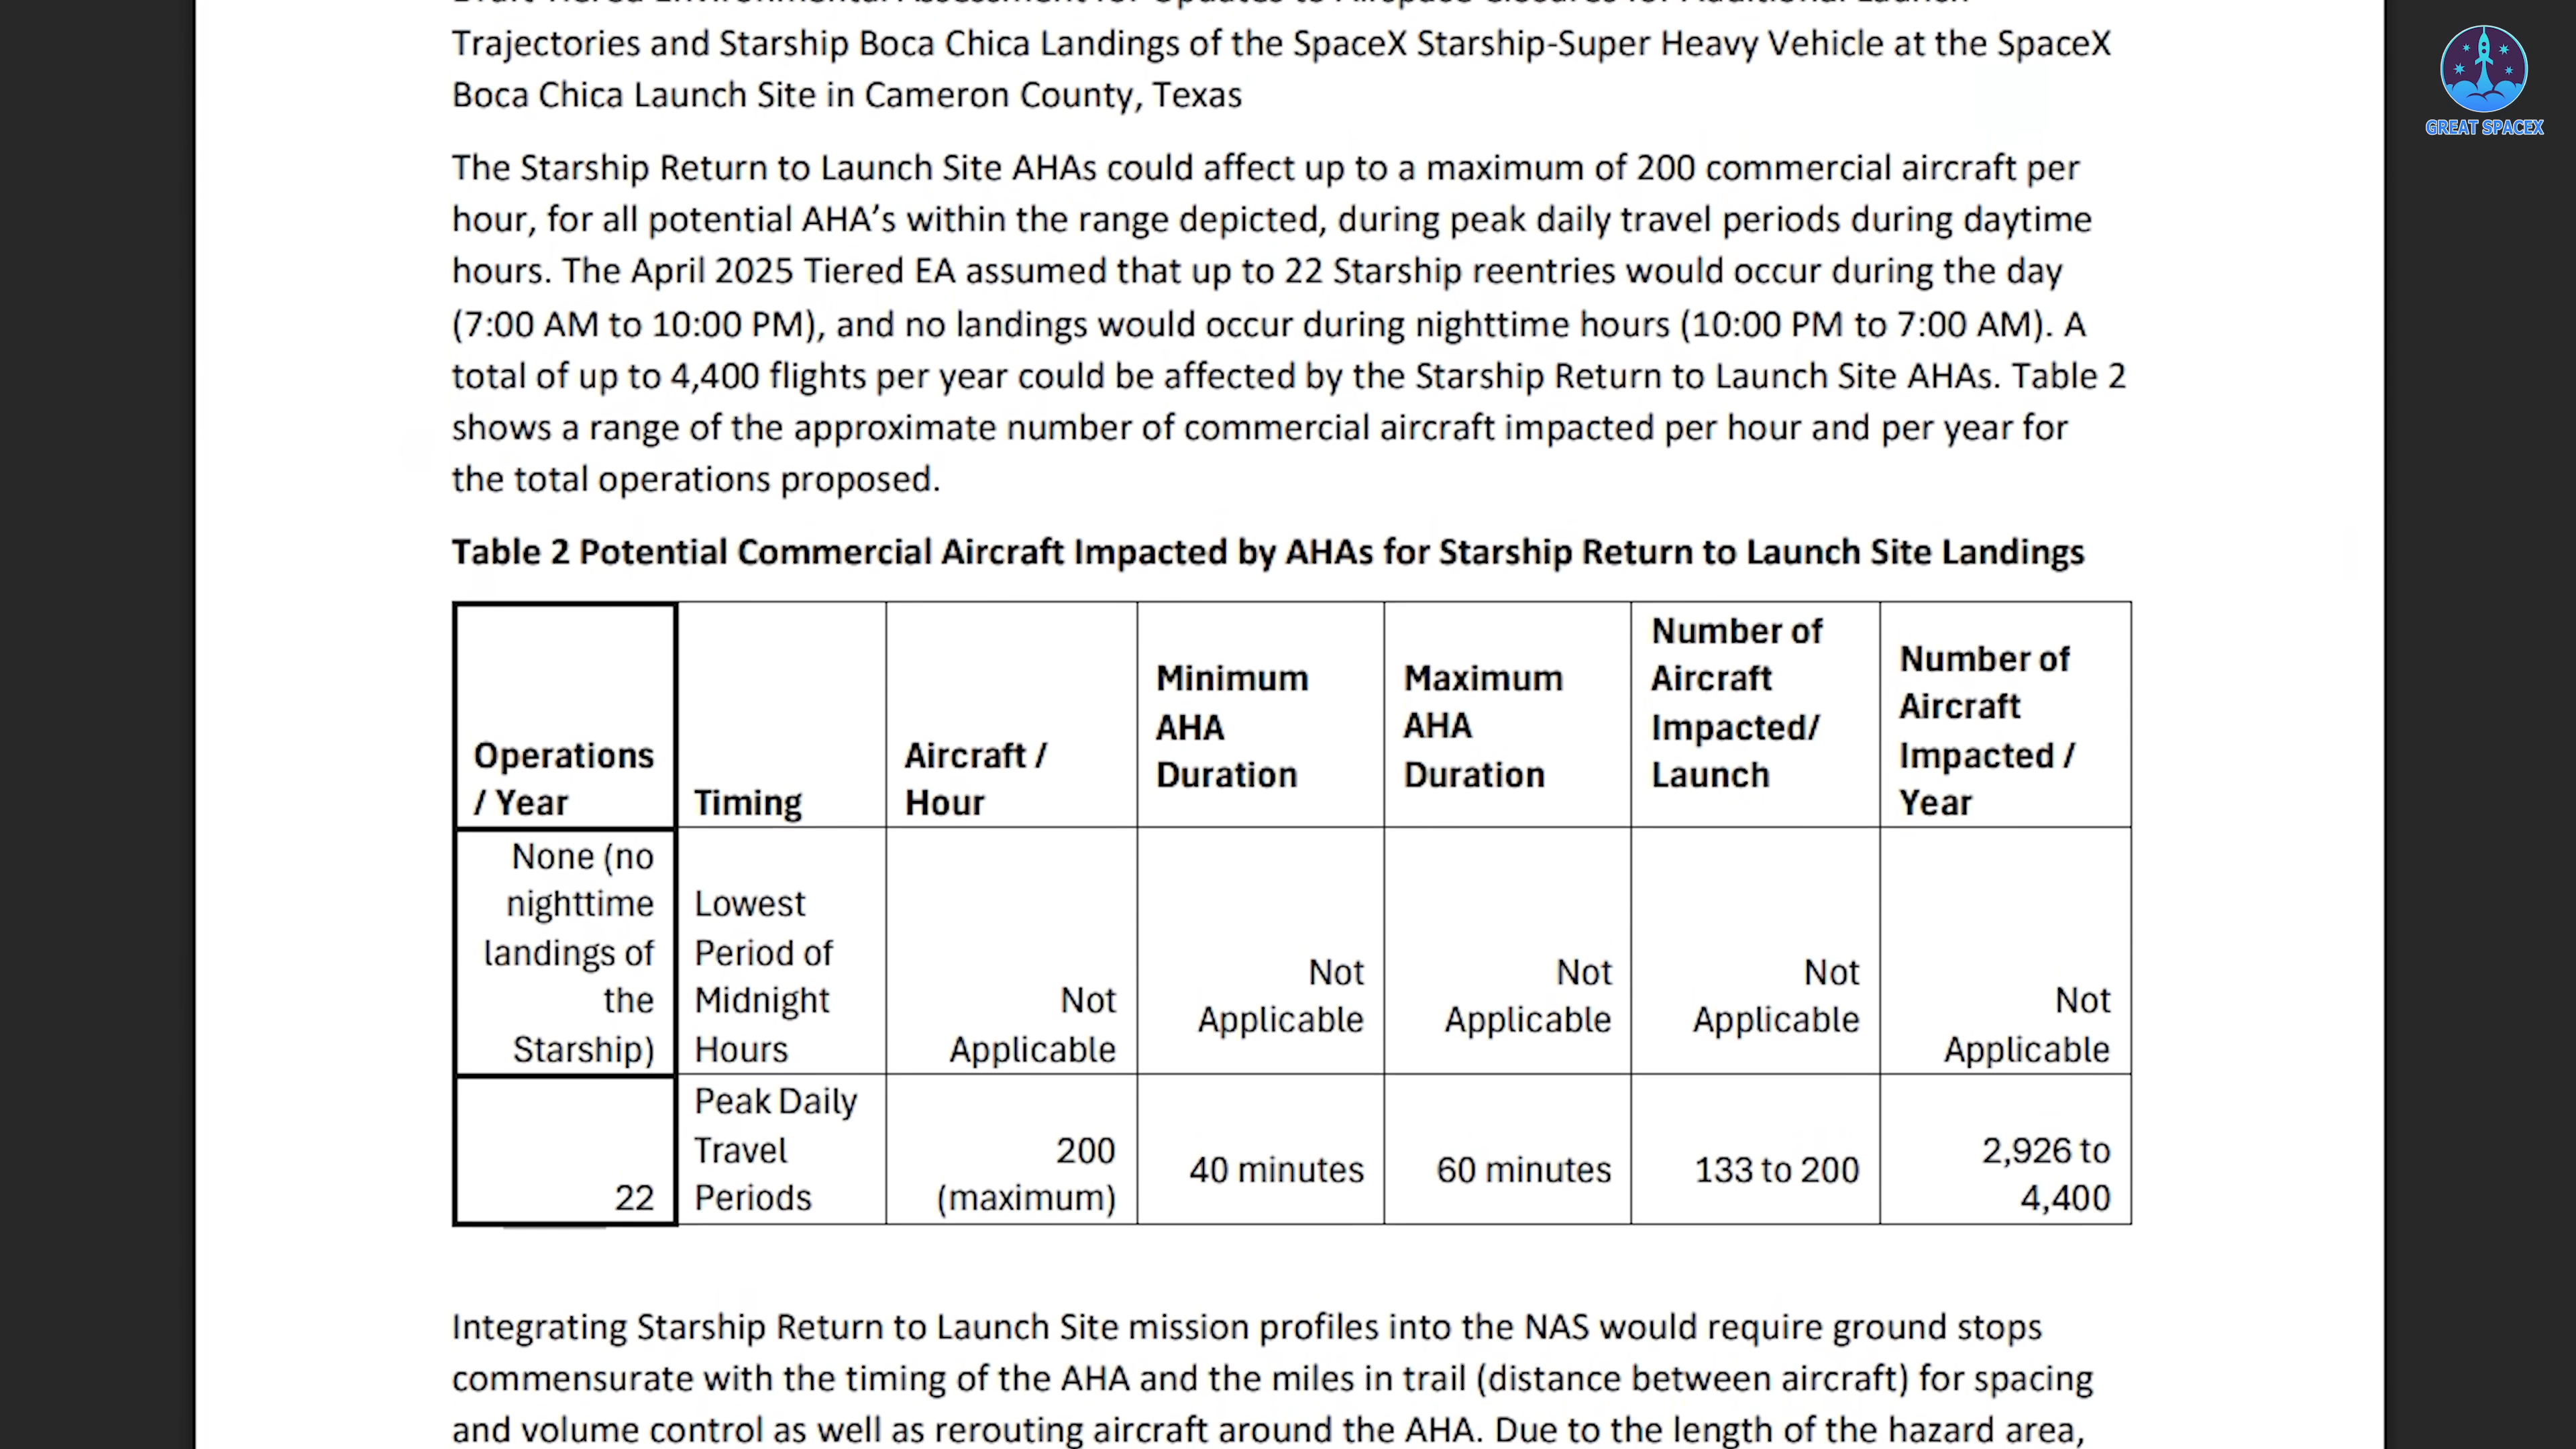 Draft Tiered Environmental Assessment for Updates to Airspace Closures for Additional Launch
Trajectories and Starship Boca Chica Landings of the SpaceX Starship-Super Heavy Vehicle at the SpaceX
Boca Chica Launch Site in Cameron County, Texas
GREAT SPACEX
The Starship Return to Launch Site AHAs could affect up to a maximum of 200 commercial aircraft per
hour, for all potential AHA’s within the range depicted, during peak daily travel periods during daytime
hours. The April 2025 Tiered EA assumed that up to 22 Starship reentries would occur during the day
(7:00 AM to 10:00 PM), and no landings would occur during nighttime hours (10:00 PM to 7:00 AM). A
total of up to 4,400 flights per year could be affected by the Starship Return to Launch Site AHAs. Table 2
shows a range of the approximate number of commercial aircraft impacted per hour and per year for
the total operations proposed.
Table 2 Potential Commercial Aircraft Impacted by AHAs for Starship Return to Launch Site Landings
Operations
/ Year
Timing
Aircraft /
Hour
Minimum
AHA
Duration
Maximum
AHA
Duration
Number of
Aircraft
Impacted/
Launch
Number of
Aircraft
Impacted /
Year
None (no
nighttime
landings of
the
Starship)
Lowest
Period of
Midnight
Hours
Not
Applicable
Not
Applicable
Not
Applicable
Not
Applicable
Not
Applicable
22
Peak Daily
Travel
Periods
200
(maximum)
40 minutes
60 minutes
133 to 200
2,926 to
4,400
Integrating Starship Return to Launch Site mission profiles into the NAS would require ground stops
commensurate with the timing of the AHA and the miles in trail (distance between aircraft) for spacing
and volume control as well as rerouting aircraft around the AHA. Due to the length of the hazard area,